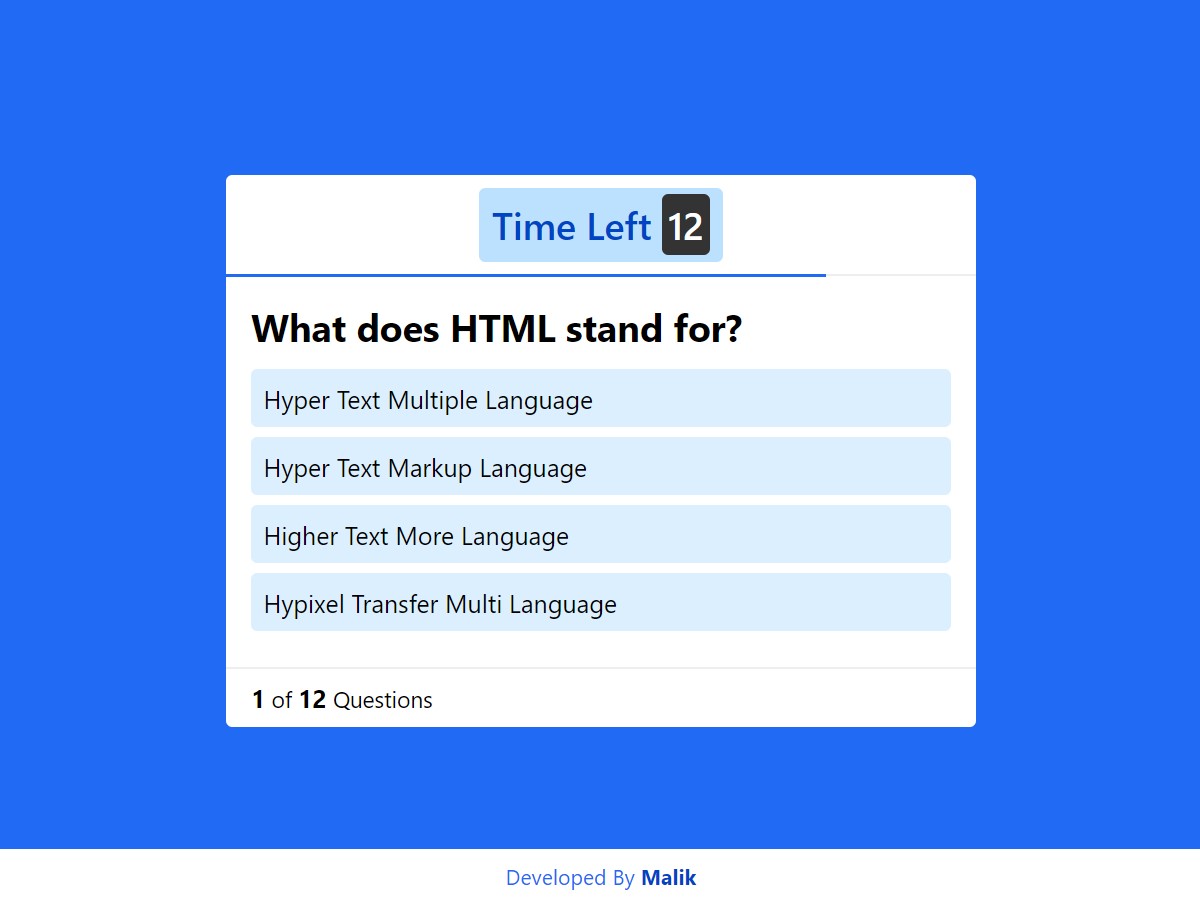 Time Left 12
What does HTML stand for?
Hyper Text Multiple Language
Hyper Text Markup Language
Higher Text More Language
Hypixel Transfer Multi Language
1 of 12 Questions
Developed By Malik